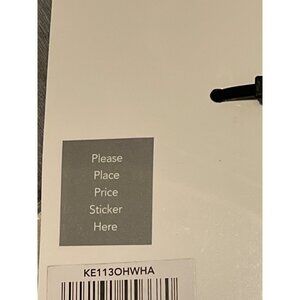 Please
Place
Price
Sticker
Here
KE113OHWHA